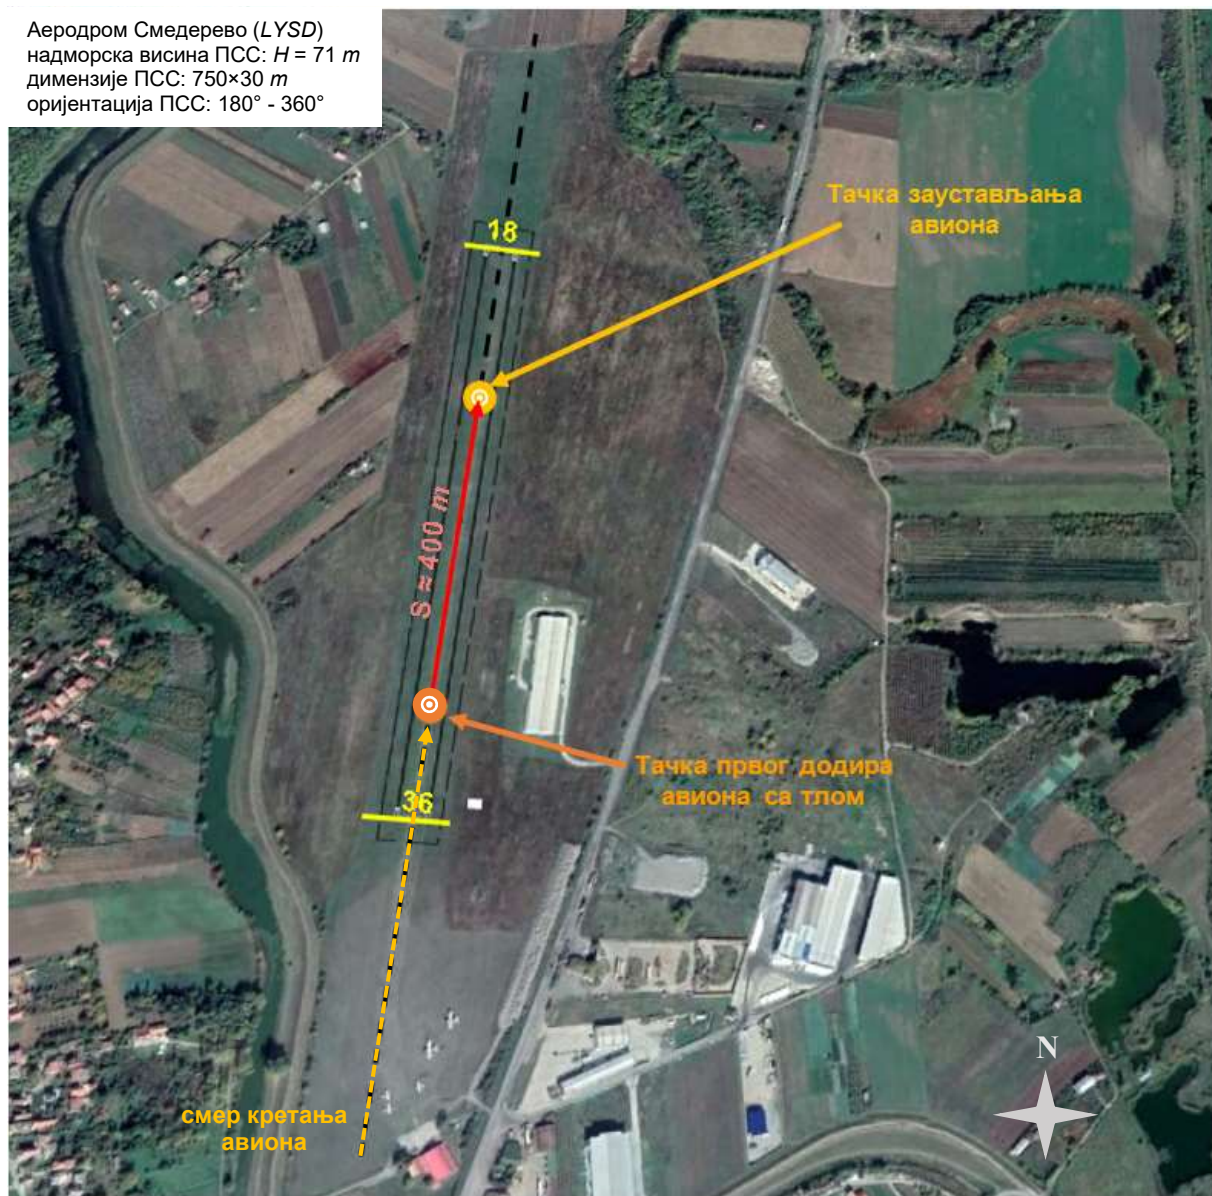 Аеродром Смедерево (LYSD)
надморска висина ПСС: H = 71 m
димензије ПСС: 750×30 m
оријентација ПСС: 180° - 360°
Тачка заустављања
авиона
18
S ≈ 400 m
Тачка првог додира
авиона са тлом
36
N
смер кретања
авиона